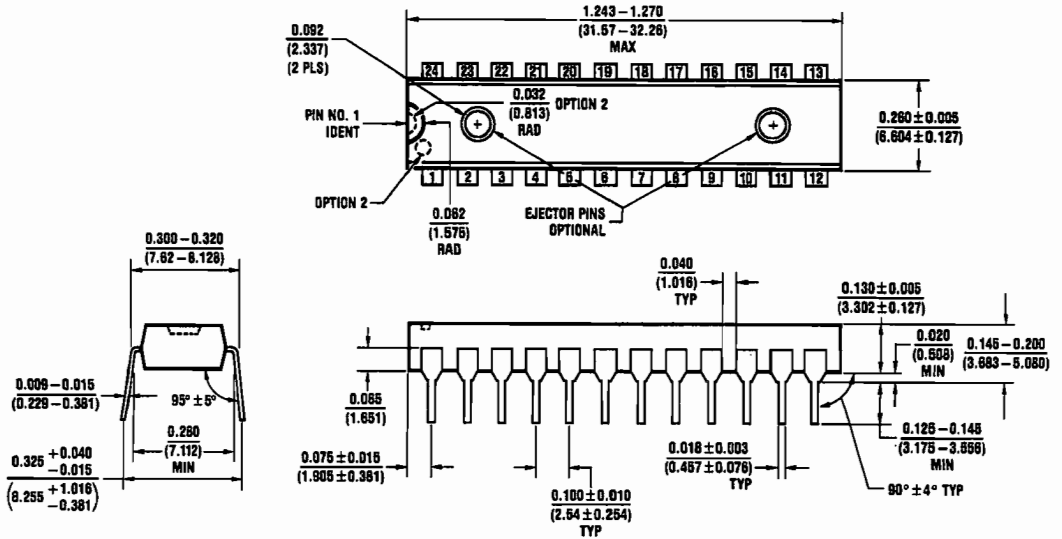 1.243–1.270
(31.57–32.26)
MAX
0.092
(2.337)
(2 PLS)
24 23 22 21 20 19 18 17 16 15 14 13
0.032
(0.813)
RAD
OPTION 2
PIN NO. 1
IDENT
0.260 ± 0.005
(6.604 ± 0.127)
1 2 3 4 5 6 7 8 9 10 11 12
OPTION 2
0.062
(1.575)
RAD
EJECTOR PINS
OPTIONAL
0.300 – 0.320
(7.62 – 8.128)
0.040
(1.016)
TYP
0.130 ± 0.005
(3.302 ± 0.127)
0.020
(0.508)
MIN
0.145 – 0.200
(3.683 – 5.080)
0.009 – 0.015
(0.229 – 0.381)
95° ± 5°
0.065
(1.651)
0.280
(7.112)
MIN
0.325 +0.040 −0.015
(8.255 +1.016 −0.381)
0.075 ± 0.015
(1.905 ± 0.381)
0.100 ± 0.010
(2.54 ± 0.254)
TYP
0.018 ± 0.003
(0.457 ± 0.076)
0.125 – 0.145
(3.175 – 3.556)
MIN
90° ± 4° TYP